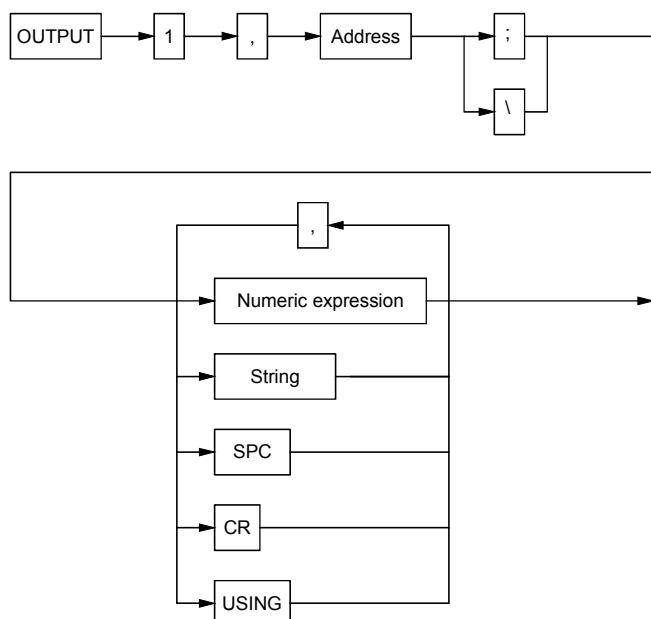 OUTPUT 1 , Address ;
\
,
Numeric expression
String
SPC
CR
USING